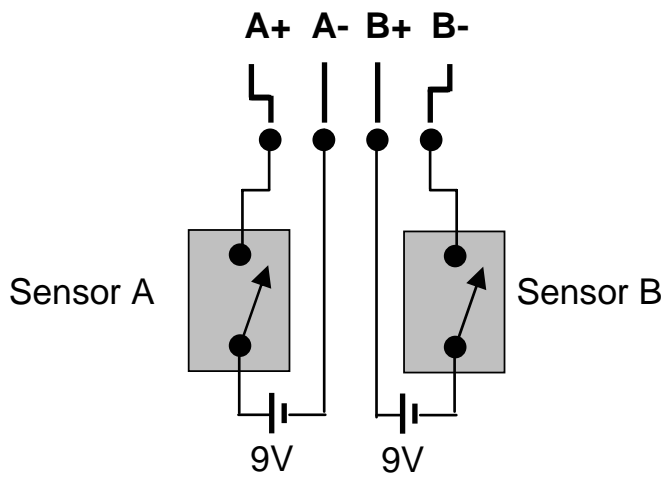 A+ A- B+ B-
Sensor A
Sensor B
9V
9V